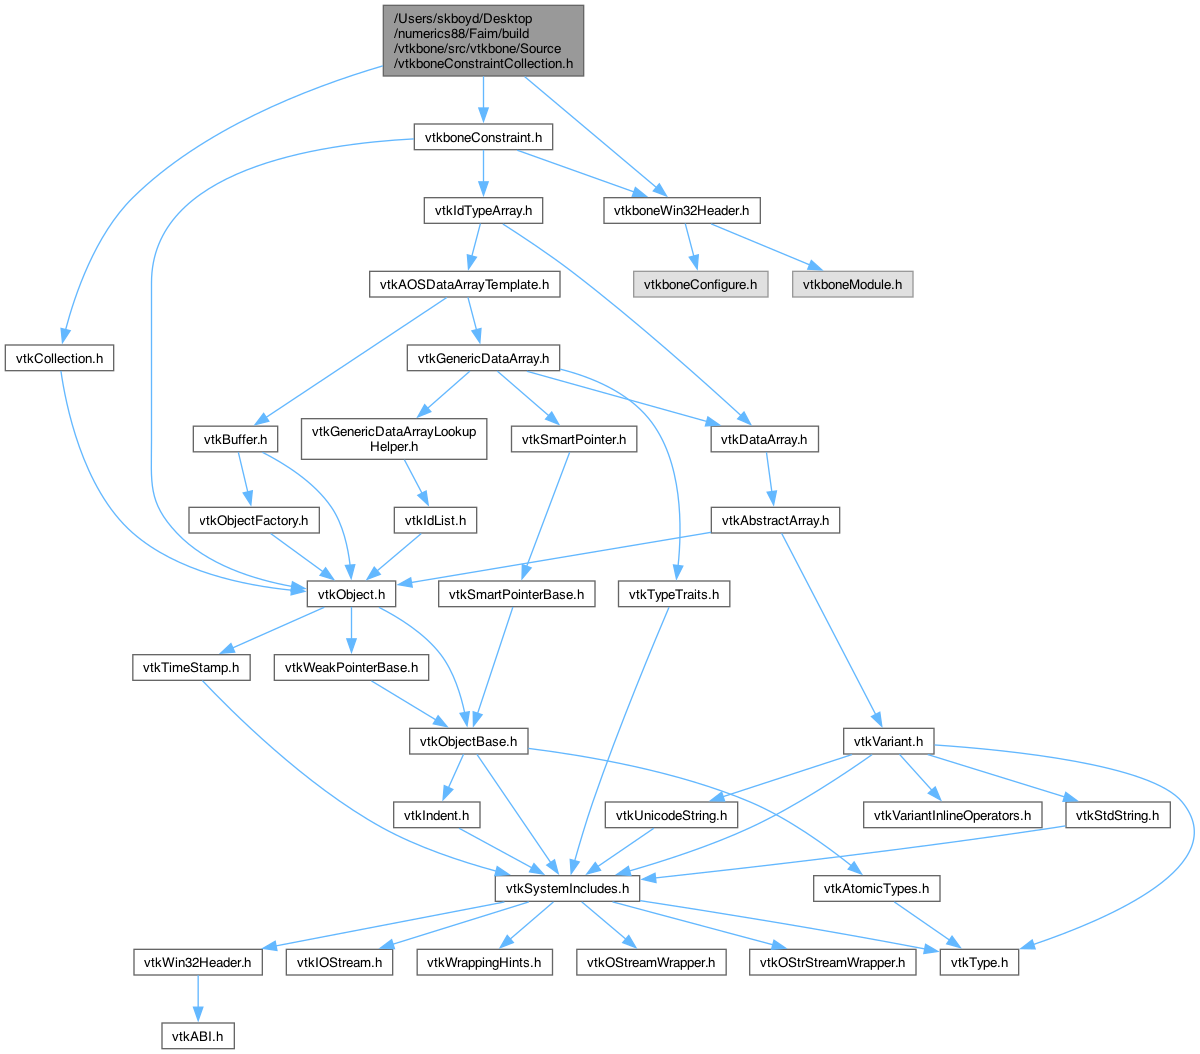 /Users/skboyd/Desktop
/numerics88/Faim/build
/vtkbone/src/vtkbone/Source
/vtkboneConstraintCollection.h
vtkboneConstraint.h
vtkIdTypeArray.h
vtkboneWin32Header.h
vtkAOSDataArrayTemplate.h
vtkboneConfigure.h
vtkboneModule.h
vtkCollection.h
vtkGenericDataArray.h
vtkBuffer.h
vtkGenericDataArrayLookup
Helper.h
vtkSmartPointer.h
vtkDataArray.h
vtkObjectFactory.h
vtkIdList.h
vtkAbstractArray.h
vtkObject.h
vtkSmartPointerBase.h
vtkTypeTraits.h
vtkTimeStamp.h
vtkWeakPointerBase.h
vtkObjectBase.h
vtkVariant.h
vtkIndent.h
vtkUnicodeString.h
vtkVariantInlineOperators.h
vtkStdString.h
vtkSystemIncludes.h
vtkAtomicTypes.h
vtkWin32Header.h
vtkIOStream.h
vtkWrappingHints.h
vtkOStreamWrapper.h
vtkOStrStreamWrapper.h
vtkType.h
vtkABI.h